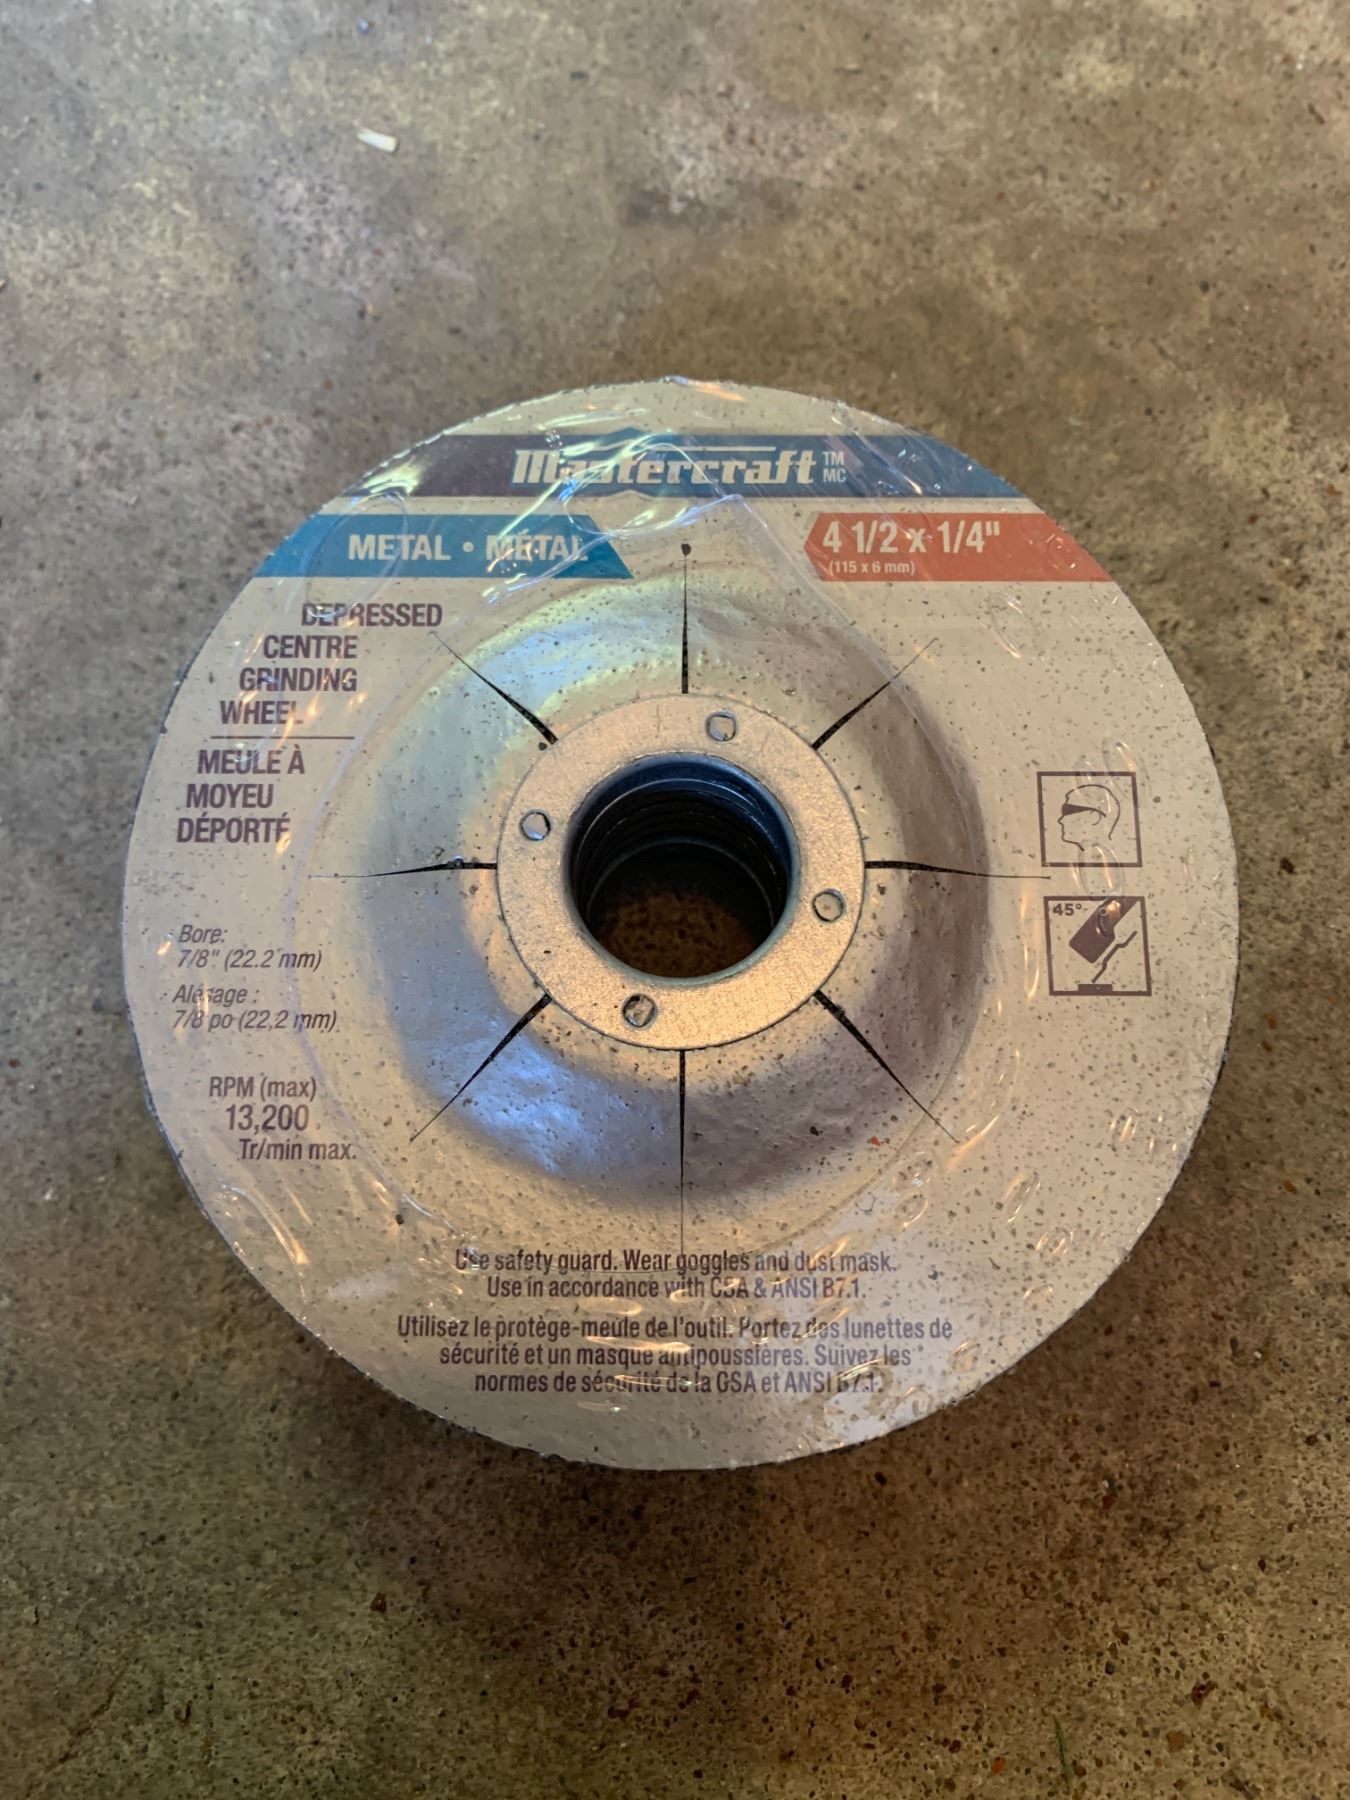 Mastercraft TM MC
METAL • MÉTAL
4 1/2 x 1/4"
(115 x 6 mm)
DEPRESSED
CENTRE
GRINDING
WHEEL
MEULE À
MOYEU
DÉPORTÉ
Bore:
7/8" (22.2 mm)
Alésage :
7/8 po (22,2 mm)
RPM (max)
13,200
Tr/min max.
45°
Use safety guard. Wear goggles and dust mask.
Use in accordance with CSA & ANSI B7.1.
Utilisez le protège-meule de l'outil. Portez des lunettes de
sécurité et un masque antipoussières. Suivez les
normes de sécurité de la CSA et ANSI B7.1.